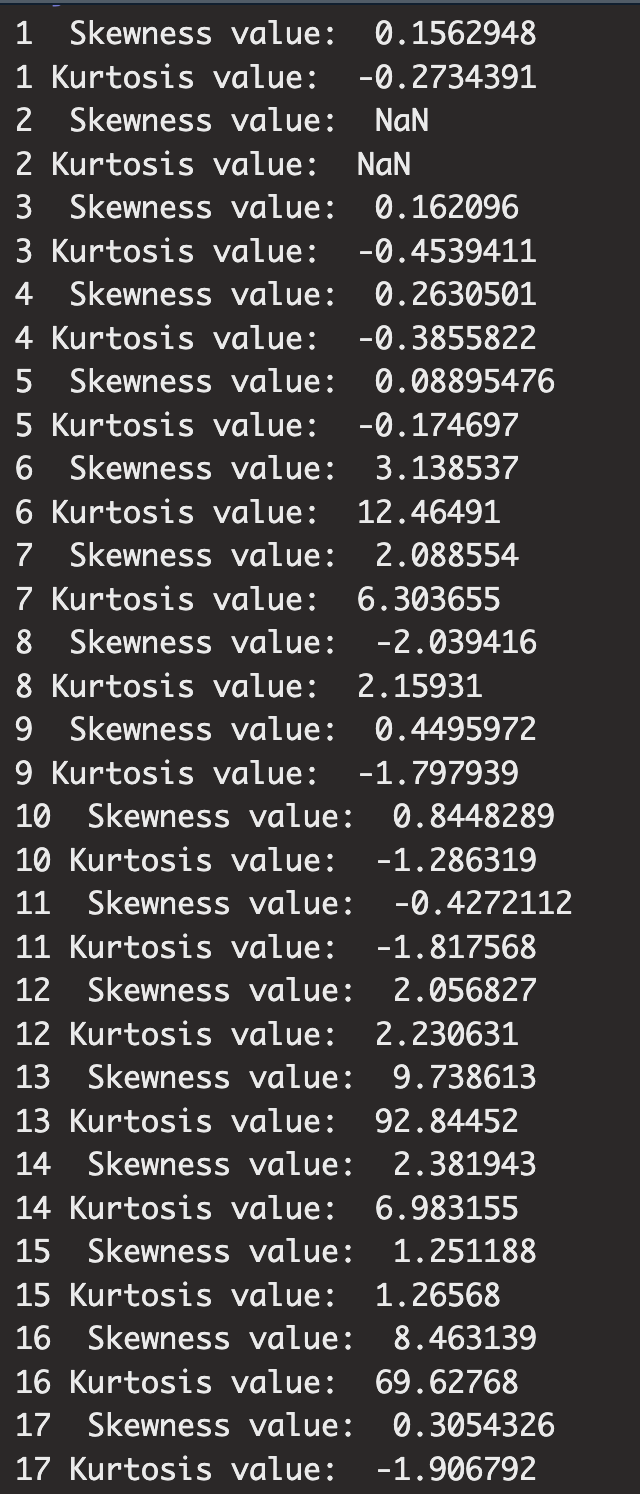 1  Skewness value:  0.1562948
1 Kurtosis value:  -0.2734391
2  Skewness value:  NaN
2 Kurtosis value:  NaN
3  Skewness value:  0.162096
3 Kurtosis value:  -0.4539411
4  Skewness value:  0.2630501
4 Kurtosis value:  -0.3855822
5  Skewness value:  0.08895476
5 Kurtosis value:  -0.174697
6  Skewness value:  3.138537
6 Kurtosis value:  12.46491
7  Skewness value:  2.088554
7 Kurtosis value:  6.303655
8  Skewness value:  -2.039416
8 Kurtosis value:  2.15931
9  Skewness value:  0.4495972
9 Kurtosis value:  -1.797939
10  Skewness value:  0.8448289
10 Kurtosis value:  -1.286319
11  Skewness value:  -0.4272112
11 Kurtosis value:  -1.817568
12  Skewness value:  2.056827
12 Kurtosis value:  2.230631
13  Skewness value:  9.738613
13 Kurtosis value:  92.84452
14  Skewness value:  2.381943
14 Kurtosis value:  6.983155
15  Skewness value:  1.251188
15 Kurtosis value:  1.26568
16  Skewness value:  8.463139
16 Kurtosis value:  69.62768
17  Skewness value:  0.3054326
17 Kurtosis value:  -1.906792